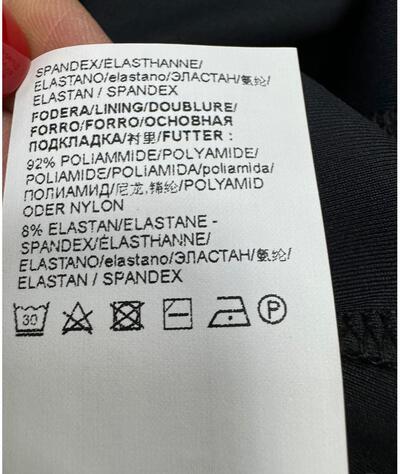 SPANDEX/ÉLASTHANNE/
ELASTANO/elastano/ЭЛАСТАН/氨纶/
ELASTAN / SPANDEX
FODERA/LINING/DOUBLURE/
FORRO/FORRO/ОСНОВНАЯ
ПОДКЛАДКА/衬里/FUTTER :
92% POLIAMMIDE/POLYAMIDE/
POLYAMIDE/POLIAMIDA/poliamida/
ПОЛИАМИД/尼龙,锦纶/POLYAMID
ODER NYLON
8% ELASTAN/ELASTANE -
SPANDEX/ÉLASTHANNE/
ELASTANO/elastano/ЭЛАСТАН/氨纶/
ELASTAN / SPANDEX
30 P